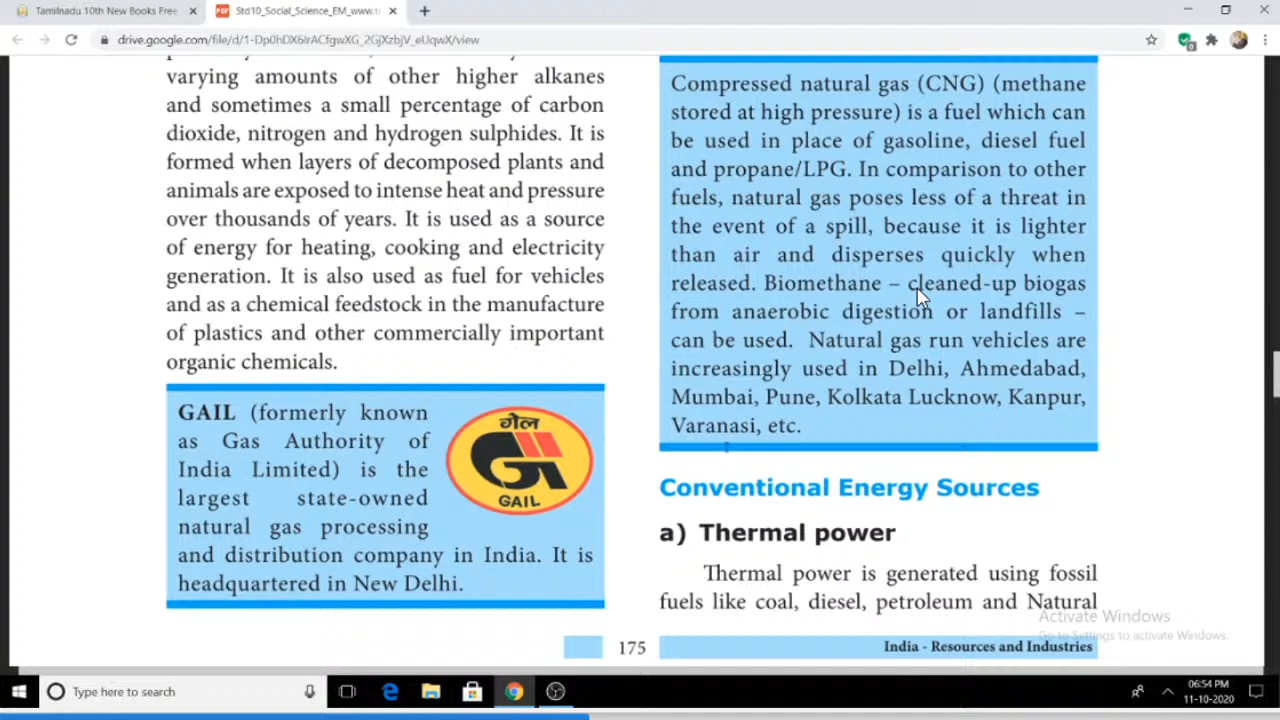 Tamilnadu 10th New Books Free
Std10_Social_Science_EM_www.t
drive.google.com/file/d/1-Dp0hDX6IrACfgwXG_2GjXzbjV_eUqwX/view
varying amounts of other higher alkanes
and sometimes a small percentage of carbon
dioxide, nitrogen and hydrogen sulphides. It is
formed when layers of decomposed plants and
animals are exposed to intense heat and pressure
over thousands of years. It is used as a source
of energy for heating, cooking and electricity
generation. It is also used as fuel for vehicles
and as a chemical feedstock in the manufacture
of plastics and other commercially important
organic chemicals.
GAIL (formerly known
as Gas Authority of
India Limited) is the
largest state-owned
natural gas processing
and distribution company in India. It is
headquartered in New Delhi.
गेल
GAIL
Compressed natural gas (CNG) (methane
stored at high pressure) is a fuel which can
be used in place of gasoline, diesel fuel
and propane/LPG. In comparison to other
fuels, natural gas poses less of a threat in
the event of a spill, because it is lighter
than air and disperses quickly when
released. Biomethane – cleaned-up biogas
from anaerobic digestion or landfills –
can be used. Natural gas run vehicles are
increasingly used in Delhi, Ahmedabad,
Mumbai, Pune, Kolkata Lucknow, Kanpur,
Varanasi, etc.
Conventional Energy Sources
a) Thermal power
Thermal power is generated using fossil
fuels like coal, diesel, petroleum and Natural
Activate Windows
Go to Settings to activate Windows.
175
India - Resources and Industries
Type here to search
06:54 PM
11-10-2020